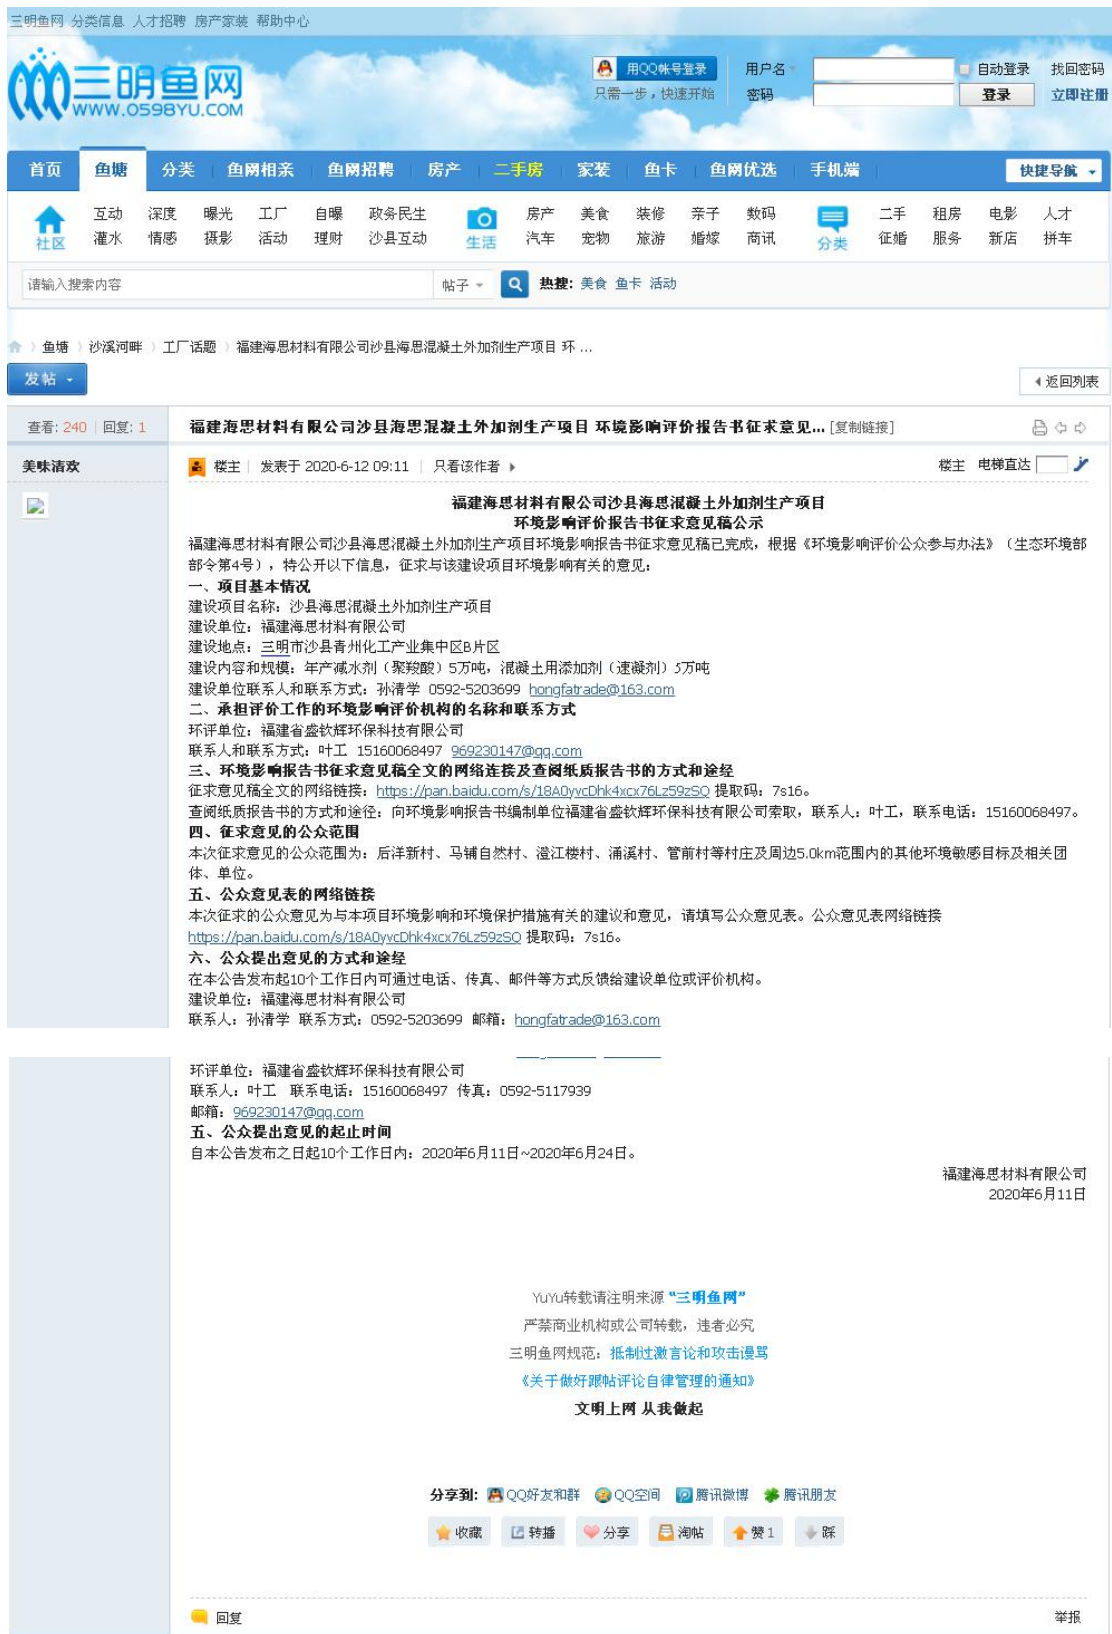 三明鱼网 分类信息 人才招聘 房产家装 帮助中心
三明鱼网
WWW.0598YU.COM
用QQ帐号登录
只需一步，快速开始
用户名
自动登录 找回密码
密码
登录 立即注册
首页 鱼塘 分类 鱼网相亲 鱼网招聘 房产 二手房 家装 鱼卡 鱼网优选 手机端 快捷导航
社区 互动 深度 曝光 工厂 自曝 政务民生 生活 房产 美食 装修 亲子 数码 分类 二手 租房 电影 人才
灌水 情感 摄影 活动 理财 沙县互动 汽车 宠物 旅游 婚嫁 商讯 征婚 服务 新店 拼车
请输入搜索内容 帖子 热搜: 美食 鱼卡 活动
鱼塘 沙溪河畔 工厂话题 福建海思材料有限公司沙县海思混凝土外加剂生产项目 环 ...
发帖 返回列表
查看: 240 回复: 1 福建海思材料有限公司沙县海思混凝土外加剂生产项目 环境影响评价报告书征求意见... [复制链接]
美味清欢 楼主 发表于 2020-6-12 09:11 只看该作者 楼主 电梯直达
福建海思材料有限公司沙县海思混凝土外加剂生产项目
环境影响评价报告书征求意见稿公示
福建海思材料有限公司沙县海思混凝土外加剂生产项目环境影响报告书征求意见稿已完成，根据《环境影响评价公众参与办法》（生态环境部
部令第4号），特公开以下信息，征求与该建设项目环境影响有关的意见：
一、项目基本情况
建设项目名称：沙县海思混凝土外加剂生产项目
建设单位：福建海思材料有限公司
建设地点：三明市沙县青州化工产业集中区B片区
建设内容和规模：年产减水剂（聚羧酸）5万吨，混凝土用添加剂（速凝剂）5万吨
建设单位联系人和联系方式：孙清学 0592-5203699 hongfatrade@163.com
二、承担评价工作的环境影响评价机构的名称和联系方式
环评单位：福建省盛钦辉环保科技有限公司
联系人和联系方式：叶工 15160068497 969230147@qq.com
三、环境影响报告书征求意见稿全文的网络连接及查阅纸质报告书的方式和途经
征求意见稿全文的网络链接：https://pan.baidu.com/s/18A0yvcDhk4xcx76Lz59zSQ 提取码：7s16。
查阅纸质报告书的方式和途径：向环境影响报告书编制单位福建省盛钦辉环保科技有限公司索取，联系人：叶工，联系电话：15160068497。
四、征求意见的公众范围
本次征求意见的公众范围为：后洋新村、马铺自然村、澄江楼村、涌溪村、管前村等村庄及周边5.0km范围内的其他环境敏感目标及相关团
体、单位。
五、公众意见表的网络链接
本次征求的公众意见为与本项目环境影响和环境保护措施有关的建议和意见，请填写公众意见表。公众意见表网络链接
https://pan.baidu.com/s/18A0yvcDhk4xcx76Lz59zSQ 提取码：7s16。
六、公众提出意见的方式和途经
在本公告发布起10个工作日内可通过电话、传真、邮件等方式反馈给建设单位或评价机构。
建设单位：福建海思材料有限公司
联系人：孙清学 联系方式：0592-5203699 邮箱：hongfatrade@163.com
环评单位：福建省盛钦辉环保科技有限公司
联系人：叶工 联系电话：15160068497 传真：0592-5117939
邮箱：969230147@qq.com
五、公众提出意见的起止时间
自本公告发布之日起10个工作日内：2020年6月11日~2020年6月24日。
福建海思材料有限公司
2020年6月11日
YuYu转载请注明来源 “三明鱼网”
严禁商业机构或公司转载，违者必究
三明鱼网规范：抵制过激言论和攻击谩骂
《关于做好跟帖评论自律管理的通知》
文明上网 从我做起
分享到: QQ好友和群 QQ空间 腾讯微博 腾讯朋友
收藏 转播 分享 淘帖 赞 1 踩
回复 举报